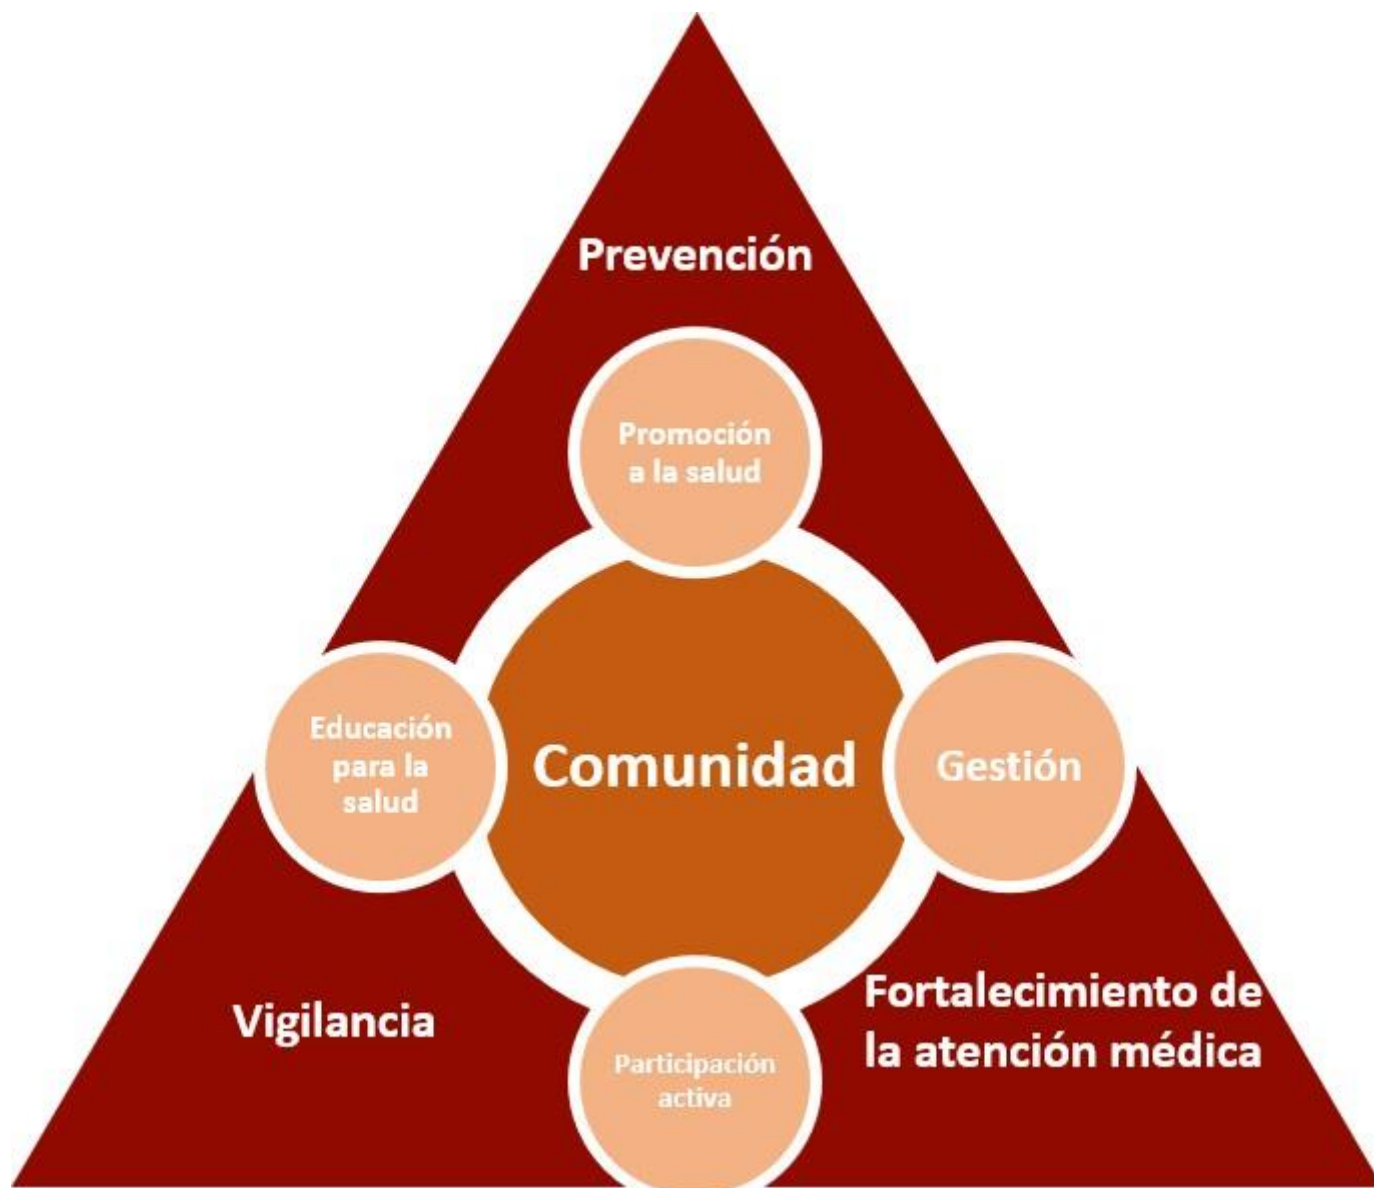 Prevención
Promoción
a la salud
Educación
para la
salud
Comunidad
Gestión
Vigilancia
Fortalecimiento de
la atención médica
Participación
activa